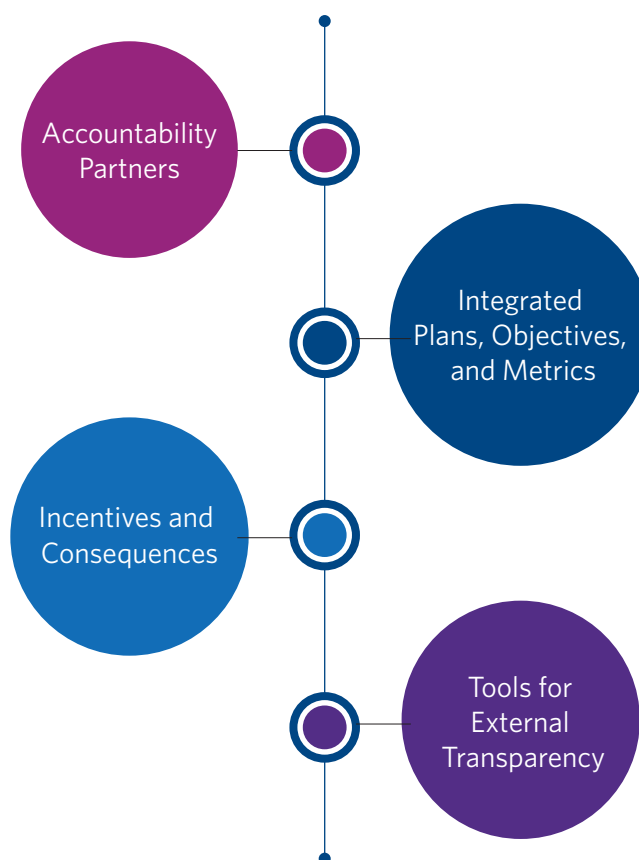 Accountability
Partners
Integrated
Plans, Objectives,
and Metrics
Incentives and
Consequences
Tools for
External
Transparency